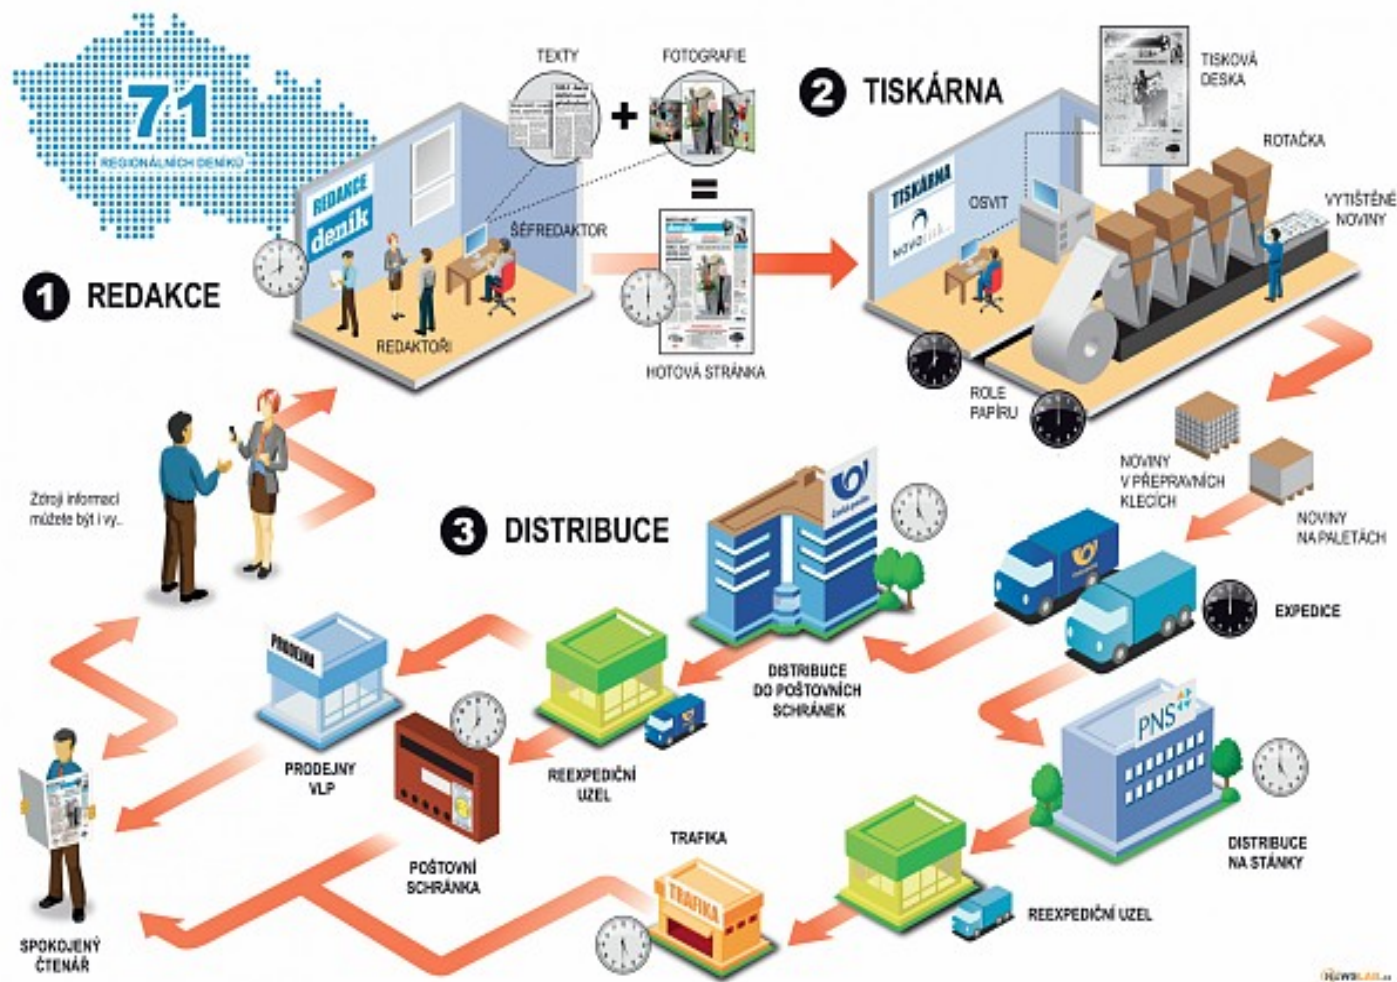 71
REGIONÁLNÍCH DENÍKŮ
1 REDAKCE
REDAKCE
deník
TEXTY
+
FOTOGRAFIE
=
ŠÉFREDAKTOR
REDAKTOŘI
HOTOVÁ STRÁNKA
2 TISKÁRNA
TISKÁRNA
OSVIT
TISKOVÁ
DESKA
ROTAČKA
VYTIŠTĚNÉ
NOVINY
ROLE
PAPÍRU
NOVINY
V PŘEPRAVNÍCH
KLECÍCH
NOVINY
NA PALETÁCH
EXPEDICE
Zdroji informací
můžete být i vy..
3 DISTRIBUCE
Česká pošta
DISTRIBUCE
DO POŠTOVNÍCH
SCHRÁNEK
PRODEJNA
PRODEJNY
VLP
REEXPEDIČNÍ
UZEL
POŠTOVNÍ
SCHRÁNKA
PNS
DISTRIBUCE
NA STÁNKY
REEXPEDIČNÍ UZEL
TRAFIKA
TRAFIKA
SPOKOJENÝ
ČTENÁŘ